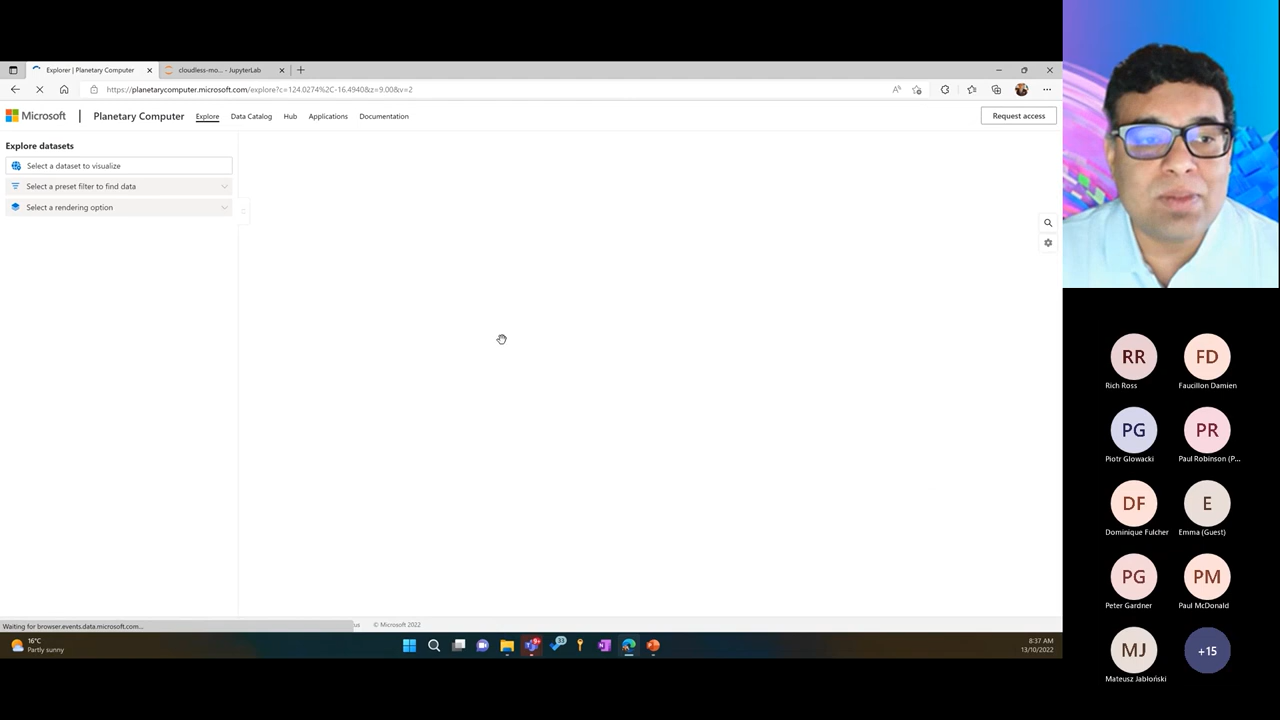 Explorer | Planetary Computer
cloudless-mo... - JupyterLab
https://planetarycomputer.microsoft.com/explore?c=124.0274%2C-16.4940&z=9.00&v=2
Microsoft
Planetary Computer
Explore
Data Catalog
Hub
Applications
Documentation
Request access
Explore datasets
Select a dataset to visualize
Select a preset filter to find data
Select a rendering option
RR
FD
Rich Ross
Faucillon Damien
PG
PR
Piotr Glowacki
Paul Robinson (P...
DF
E
Dominique Fulcher
Emma (Guest)
PG
PM
Peter Gardner
Paul McDonald
MJ
+15
Mateusz Jabłoński
Waiting for browser.events.data.microsoft.com...
us
© Microsoft 2022
16°C
Partly sunny
8:37 AM
13/10/2022